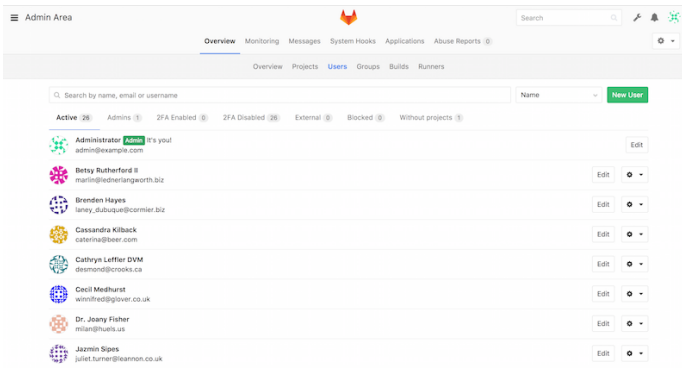 Admin Area
Search
Overview Monitoring Messages System Hooks Applications Abuse Reports 0
Overview Projects Users Groups Builds Runners
Search by name, email or username
Name
New User
Active 26 Admins 1 2FA Enabled 0 2FA Disabled 26 External 0 Blocked 0 Without projects 1
Administrator Admin It's you!
admin@example.com
Edit
Betsy Rutherford II
marlin@lednerlangworth.biz
Edit
Brenden Hayes
laney_dubuque@cormier.biz
Edit
Cassandra Kilback
caterina@beer.com
Edit
Cathryn Leffler DVM
desmond@crooks.ca
Edit
Cecil Medhurst
winnifred@glover.co.uk
Edit
Dr. Joany Fisher
milan@huels.us
Edit
Jazmin Sipes
juliet.turner@leannon.co.uk
Edit